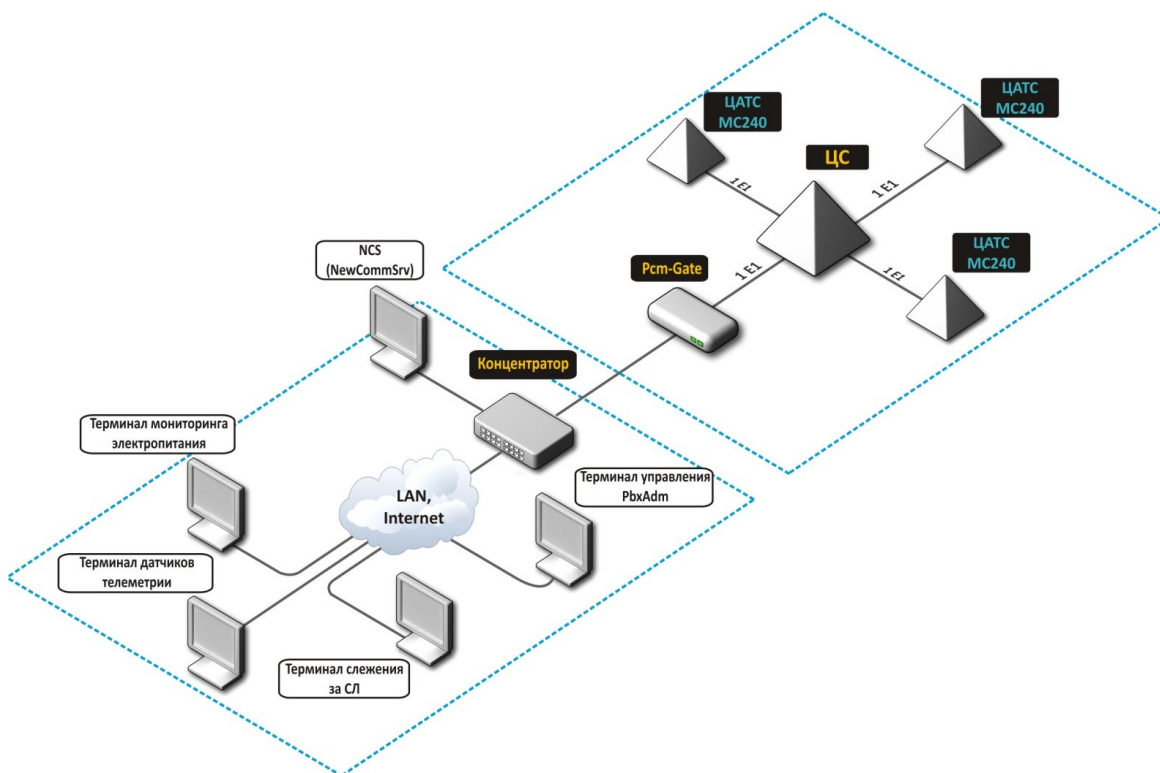 ЦАТС
МС240
ЦАТС
МС240
ЦС
1 E1
1 E1
ЦАТС
МС240
NCS
(NewCommSrv)
Pcm-Gate
1 E1
1 E1
Концентратор
Терминал мониторинга
электропитания
Терминал управления
PbxAdm
LAN,
Internet
Терминал датчиков
телеметрии
Терминал слежения
за СЛ